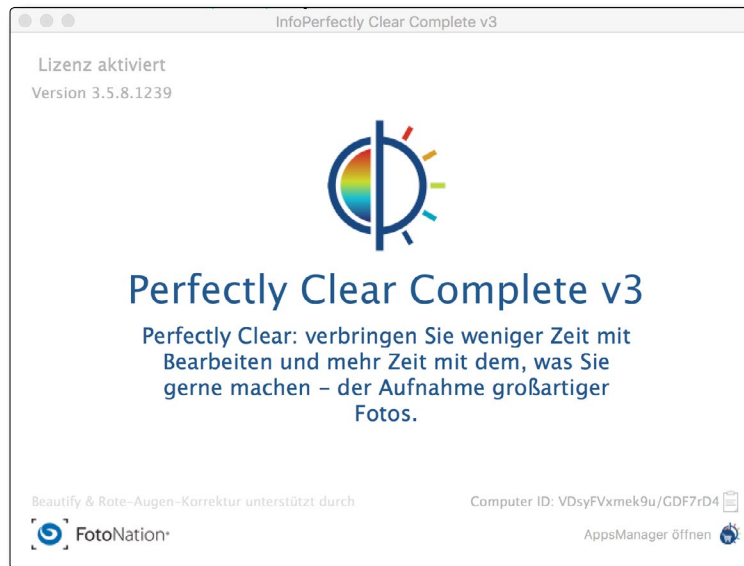 InfoPerfectly Clear Complete v3
Lizenz aktiviert
Version 3.5.8.1239
Perfectly Clear Complete v3
Perfectly Clear: verbringen Sie weniger Zeit mit
Bearbeiten und mehr Zeit mit dem, was Sie
gerne machen – der Aufnahme großartiger
Fotos.
Beautify & Rote-Augen-Korrektur unterstützt durch
Computer ID: VDsyFVxmek9u/GDF7rD4
FotoNation
AppsManager öffnen